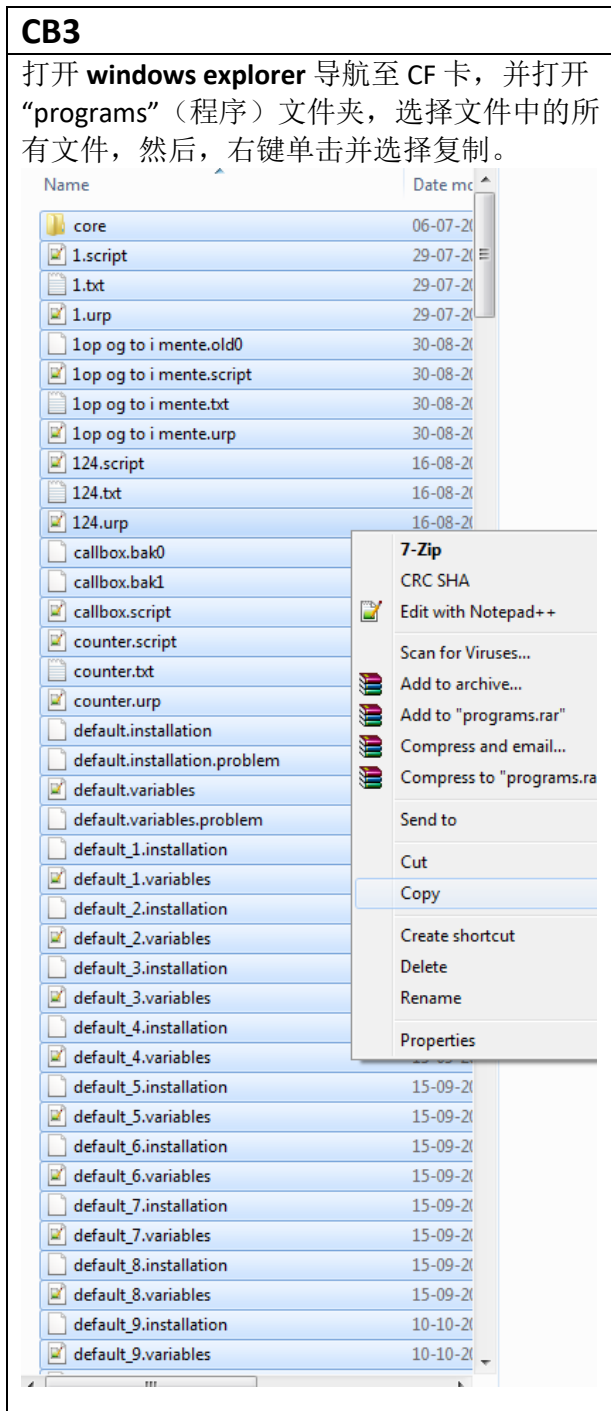 CB3
打开 windows explorer 导航至 CF 卡，并打开
“programs”（程序）文件夹，选择文件中的所
有文件，然后，右键单击并选择复制。
Name Date mo
core 06-07-20
1.script 29-07-20
1.txt 29-07-20
1.urp 29-07-20
1op og to i mente.old0 30-08-20
1op og to i mente.script 30-08-20
1op og to i mente.txt 30-08-20
1op og to i mente.urp 30-08-20
124.script 16-08-20
124.txt 16-08-20
124.urp 16-08-20
callbox.bak0
callbox.bak1
callbox.script
counter.script
counter.txt
counter.urp
default.installation
default.installation.problem
default.variables
default.variables.problem
default_1.installation
default_1.variables
default_2.installation
default_2.variables
default_3.installation
default_3.variables
default_4.installation
default_4.variables
default_5.installation 15-09-20
default_5.variables 15-09-20
default_6.installation 15-09-20
default_6.variables 15-09-20
default_7.installation 15-09-20
default_7.variables 15-09-20
default_8.installation 15-09-20
default_8.variables 15-09-20
default_9.installation 10-10-20
default_9.variables 10-10-20
7-Zip
CRC SHA
Edit with Notepad++
Scan for Viruses...
Add to archive...
Add to "programs.rar"
Compress and email...
Compress to "programs.ra
Send to
Cut
Copy
Create shortcut
Delete
Rename
Properties